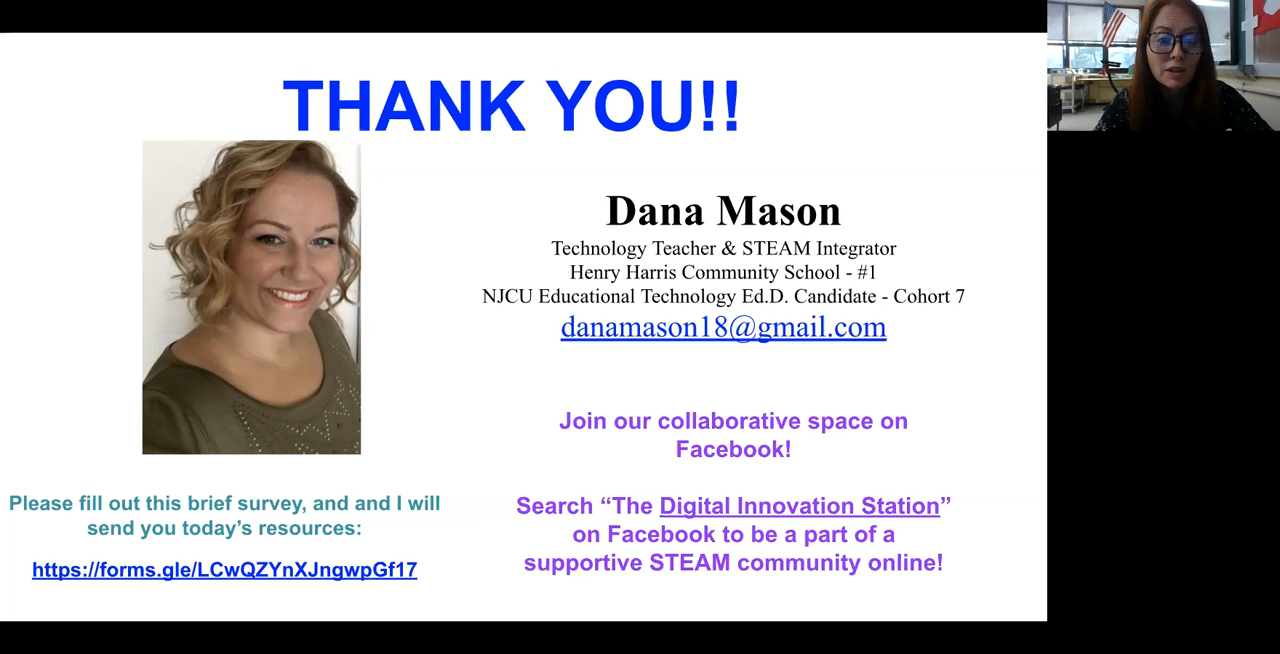 THANK YOU!!
Dana Mason
Technology Teacher & STEAM Integrator
Henry Harris Community School - #1
NJCU Educational Technology Ed.D. Candidate - Cohort 7
danamason18@gmail.com
Join our collaborative space on
Facebook!
Search “The Digital Innovation Station”
on Facebook to be a part of a
supportive STEAM community online!
Please fill out this brief survey, and and I will
send you today’s resources:
https://forms.gle/LCwQZYnXJngwpGf17